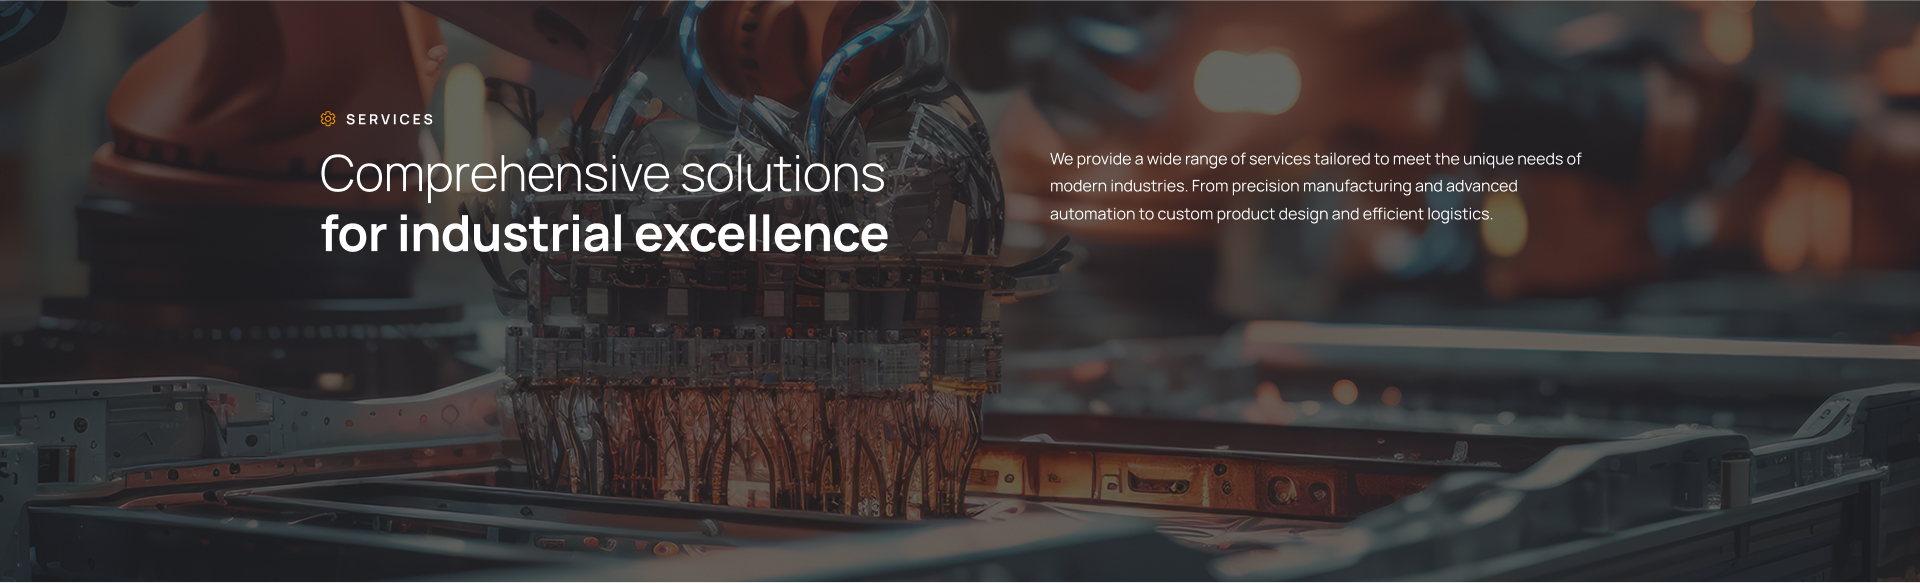 SERVICES
Comprehensive solutions
for industrial excellence
We provide a wide range of services tailored to meet the unique needs of
modern industries. From precision manufacturing and advanced
automation to custom product design and efficient logistics.